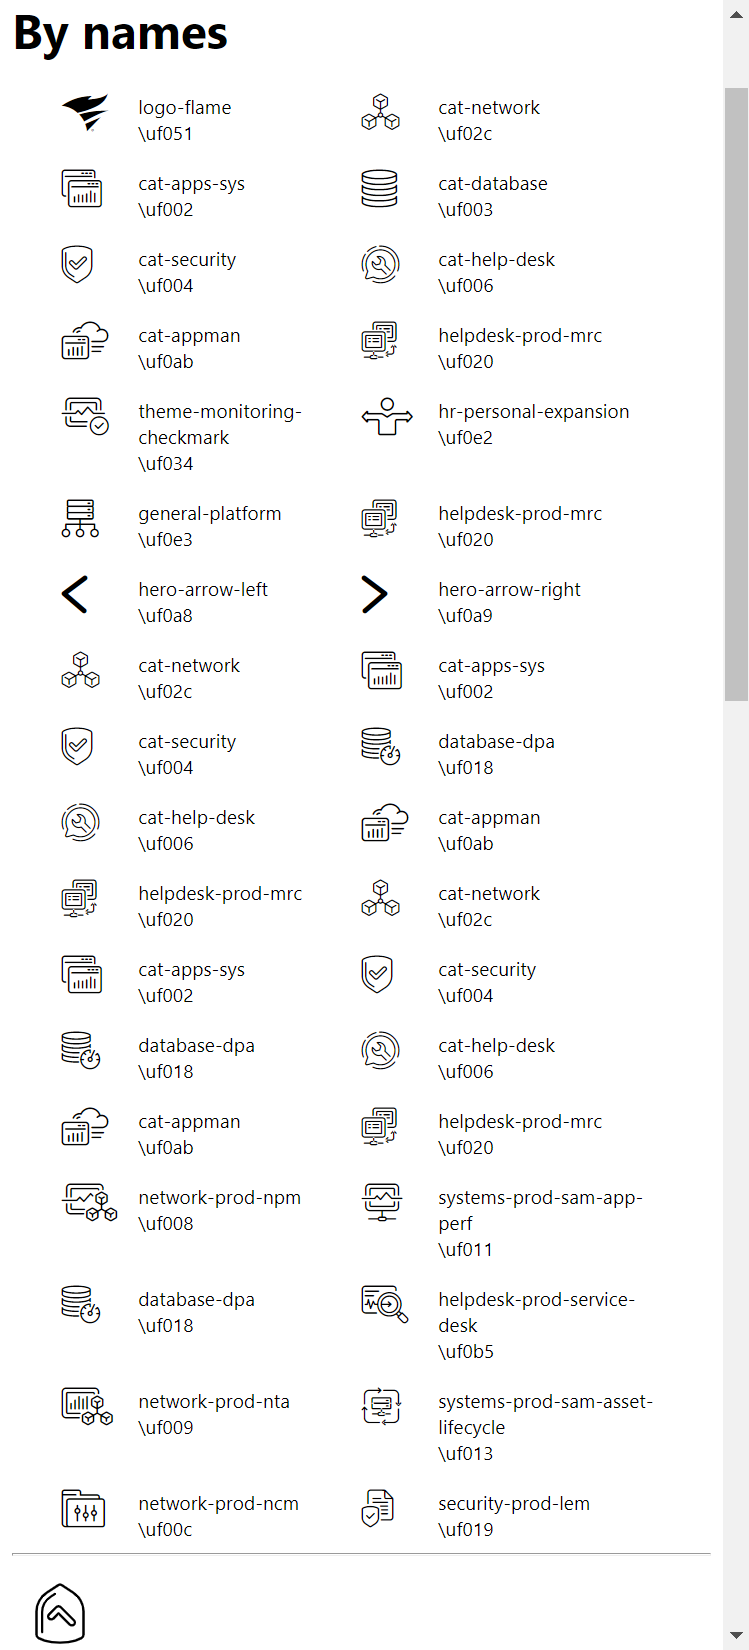 By names
logo-flame
\uf051
cat-network
\uf02c
cat-apps-sys
\uf002
cat-database
\uf003
cat-security
\uf004
cat-help-desk
\uf006
cat-appman
\uf0ab
helpdesk-prod-mrc
\uf020
theme-monitoring-
checkmark
\uf034
hr-personal-expansion
\uf0e2
general-platform
\uf0e3
helpdesk-prod-mrc
\uf020
hero-arrow-left
\uf0a8
hero-arrow-right
\uf0a9
cat-network
\uf02c
cat-apps-sys
\uf002
cat-security
\uf004
database-dpa
\uf018
cat-help-desk
\uf006
cat-appman
\uf0ab
helpdesk-prod-mrc
\uf020
cat-network
\uf02c
cat-apps-sys
\uf002
cat-security
\uf004
database-dpa
\uf018
cat-help-desk
\uf006
cat-appman
\uf0ab
helpdesk-prod-mrc
\uf020
network-prod-npm
\uf008
systems-prod-sam-app-
perf
\uf011
database-dpa
\uf018
helpdesk-prod-service-
desk
\uf0b5
network-prod-nta
\uf009
systems-prod-sam-asset-
lifecycle
\uf013
network-prod-ncm
\uf00c
security-prod-lem
\uf019